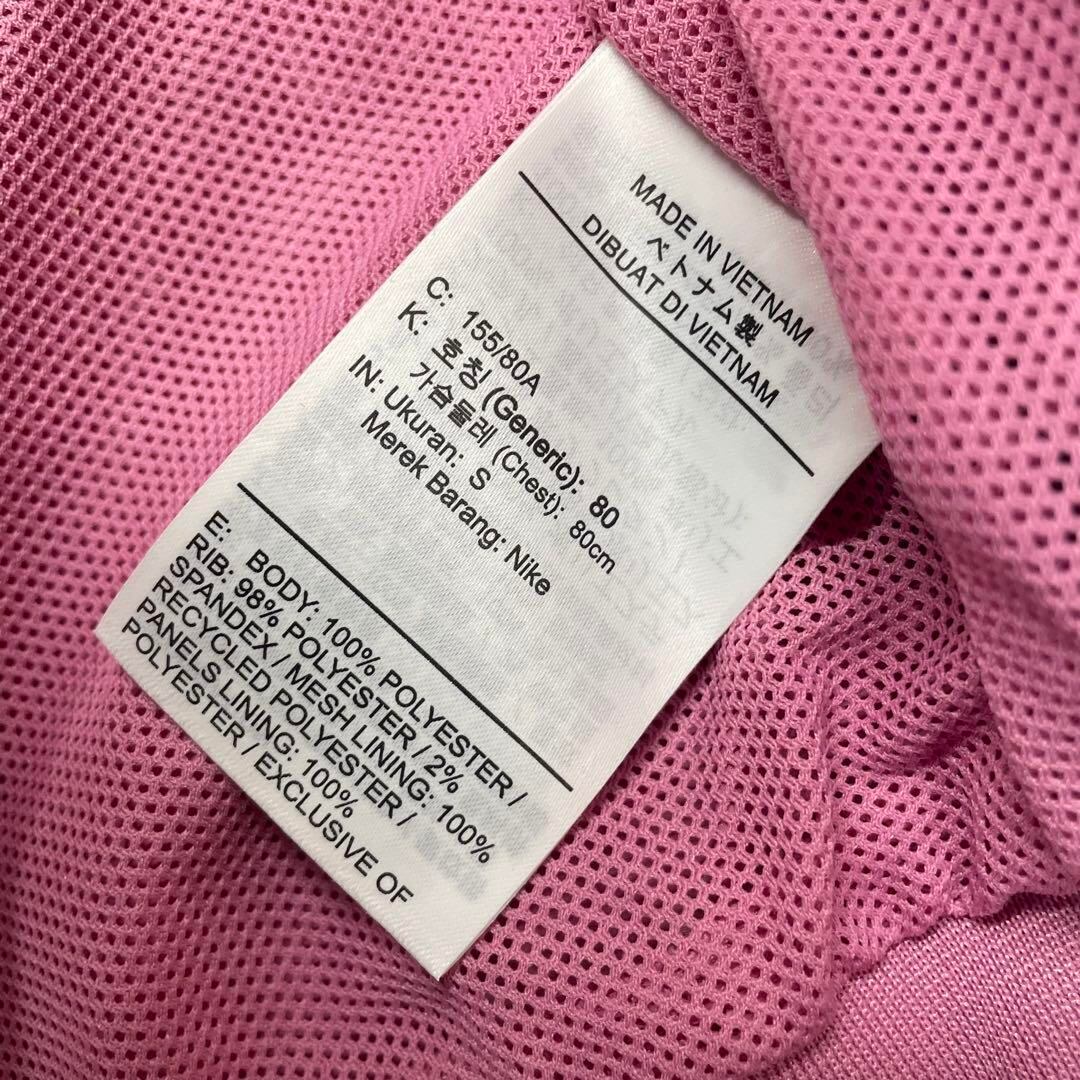 MADE IN VIETNAM
ベトナム製
DIBUAT DI VIETNAM
C: 155/80A
K: 호칭 (Generic): 80
가슴둘레 (Chest): 80cm
IN: Ukuran: S
Merek Barang: Nike
E: BODY: 100% POLYESTER /
RIB: 98% POLYESTER / 2%
SPANDEX / MESH LINING: 100%
RECYCLED POLYESTER /
PANELS LINING: 100%
POLYESTER / EXCLUSIVE OF